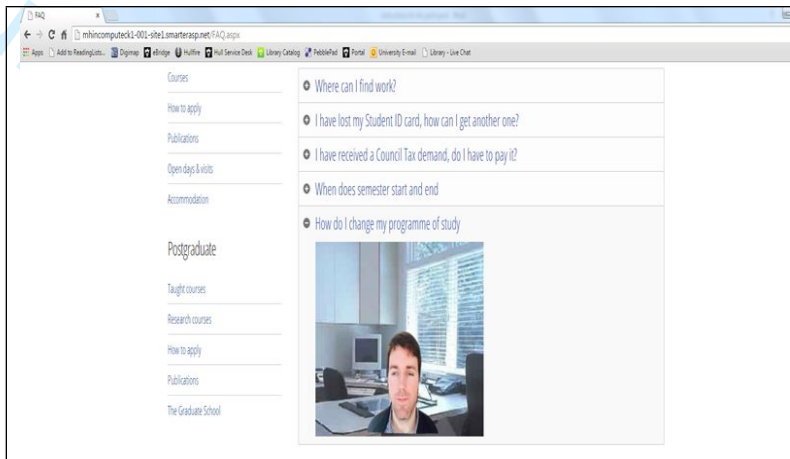 FAQ
mhincomputeck1-001-site1.smarterasp.net/FAQ.aspx
Apps Add to ReadingLists... Digimap eBridge Hullfire Hull Service Desk Library Catalog PebblePad Portal University E-mail Library - Live Chat
Courses
How to apply
Publications
Open days & visits
Accommodation
Postgraduate
Taught courses
Research courses
How to apply
Publications
The Graduate School
Where can I find work?
I have lost my Student ID card, how can I get another one?
I have received a Council Tax demand, do I have to pay it?
When does semester start and end
How do I change my programme of study